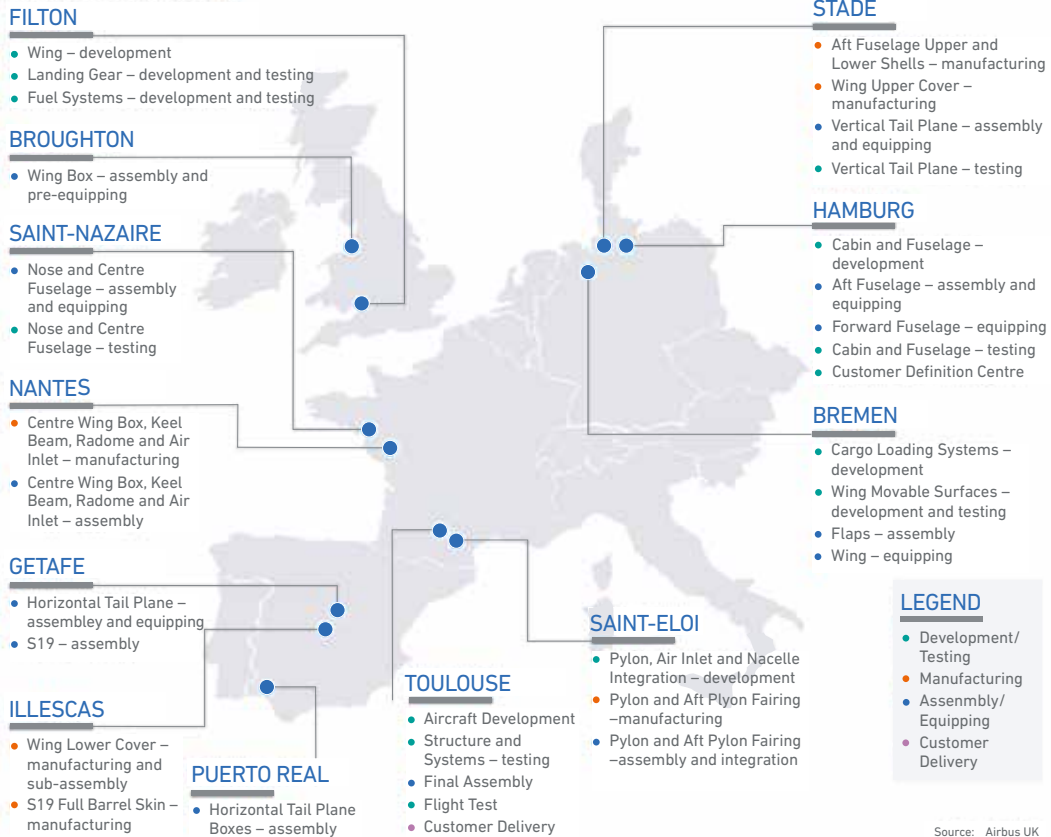 FILTON
Wing – development
Landing Gear – development and testing
Fuel Systems – development and testing
BROUGHTON
Wing Box – assembly and
pre-equipping
SAINT-NAZAIRE
Nose and Centre
Fuselage – assembly
and equipping
Nose and Centre
Fuselage – testing
NANTES
Centre Wing Box, Keel
Beam, Radome and Air
Inlet – manufacturing
Centre Wing Box, Keel
Beam, Radome and Air
Inlet – assembly
GETAFE
Horizontal Tail Plane –
assembley and equipping
S19 – assembly
ILLESCAS
Wing Lower Cover –
manufacturing and
sub-assembly
S19 Full Barrel Skin –
manufacturing
PUERTO REAL
Horizontal Tail Plane
Boxes – assembly
TOULOUSE
Aircraft Development
Structure and
Systems – testing
Final Assembly
Flight Test
Customer Delivery
SAINT-ELOI
Pylon, Air Inlet and Nacelle
Integration – development
Pylon and Aft Plyon Fairing
–manufacturing
Pylon and Aft Pylon Fairing
–assembly and integration
STADE
Aft Fuselage Upper and
Lower Shells – manufacturing
Wing Upper Cover –
manufacturing
Vertical Tail Plane – assembly
and equipping
Vertical Tail Plane – testing
HAMBURG
Cabin and Fuselage –
development
Aft Fuselage – assembly and
equipping
Forward Fuselage – equipping
Cabin and Fuselage – testing
Customer Definition Centre
BREMEN
Cargo Loading Systems –
development
Wing Movable Surfaces –
development and testing
Flaps – assembly
Wing – equipping
LEGEND
Development/
Testing
Manufacturing
Assenmbly/
Equipping
Customer
Delivery
Source: Airbus UK